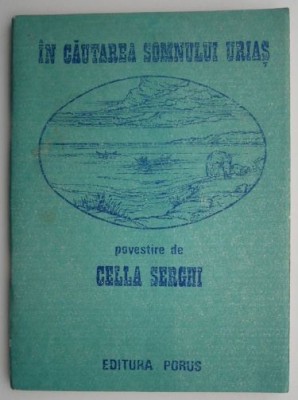 ÎN CĂUTAREA SOMNULUI URIAȘ
povestire de
CELLA SERGHI
EDITURA PORUS